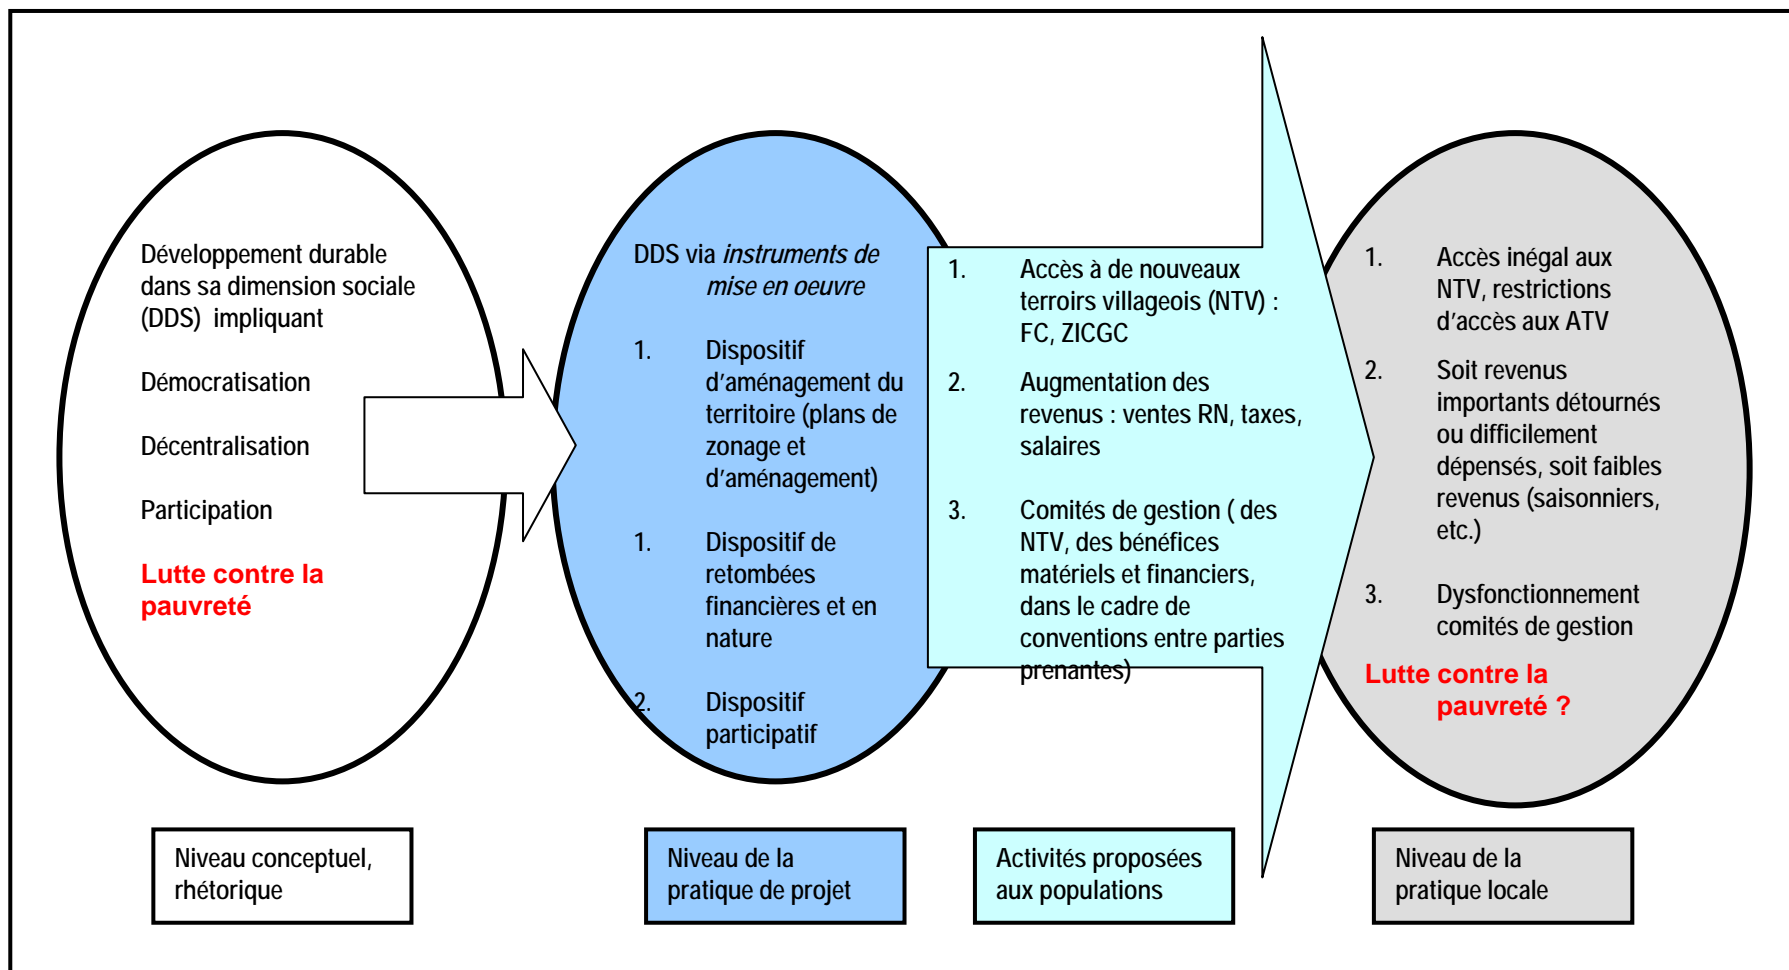 Développement durable
dans sa dimension sociale
(DDS) impliquant
Démocratisation
Décentralisation
Participation
Lutte contre la
pauvreté
DDS via instruments de
mise en oeuvre
1. Dispositif
d'aménagement du
territoire (plans de
zonage et
d'aménagement)
1. Dispositif de
retombées
financières et en
nature
2. Dispositif
participatif
1. Accès à de nouveaux
terroirs villageois (NTV) :
FC, ZICGC
2. Augmentation des
revenus : ventes RN, taxes,
salaires
3. Comités de gestion ( des
NTV, des bénéfices
matériels et financiers,
dans le cadre de
conventions entre parties
prenantes)
1. Accès inégal aux
NTV, restrictions
d'accès aux ATV
2. Soit revenus
importants détournés
ou difficilement
dépensés, soit faibles
revenus (saisonniers,
etc.)
3. Dysfonctionnement
comités de gestion
Lutte contre la
pauvreté ?
Niveau conceptuel,
rhétorique
Niveau de la
pratique de projet
Activités proposées
aux populations
Niveau de la
pratique locale